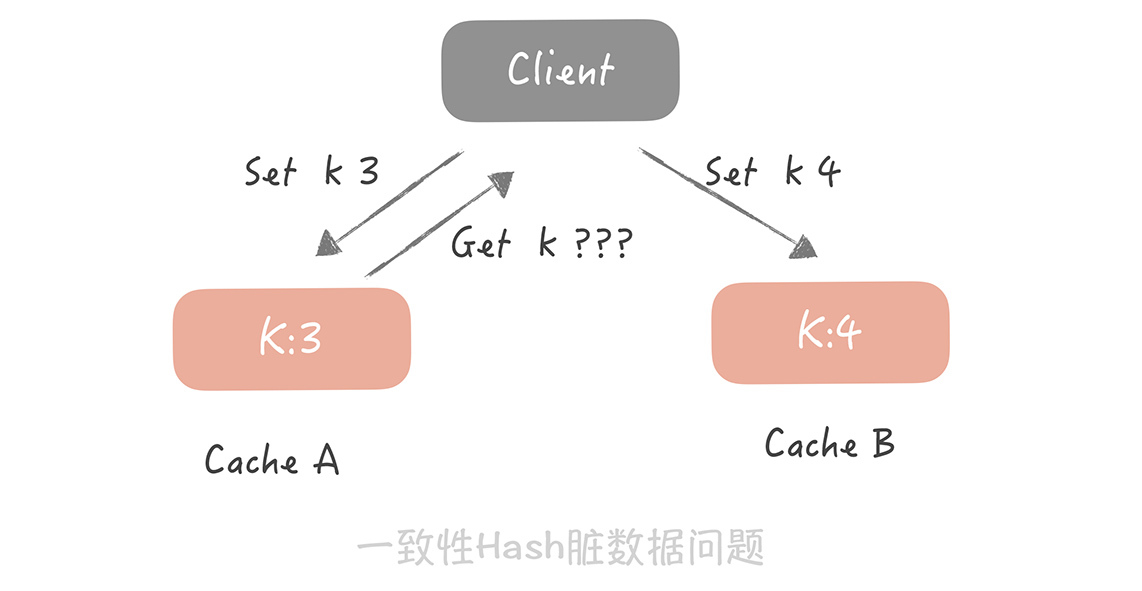 Client
Set k 3
Set k 4
Get k ???
K:3
K:4
Cache A
Cache B
一致性Hash脏数据问题